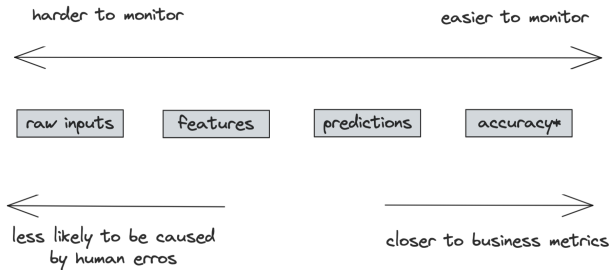 harder to monitor
easier to monitor
raw inputs
features
predictions
accuracy*
less likely to be caused
by human erros
closer to business metrics